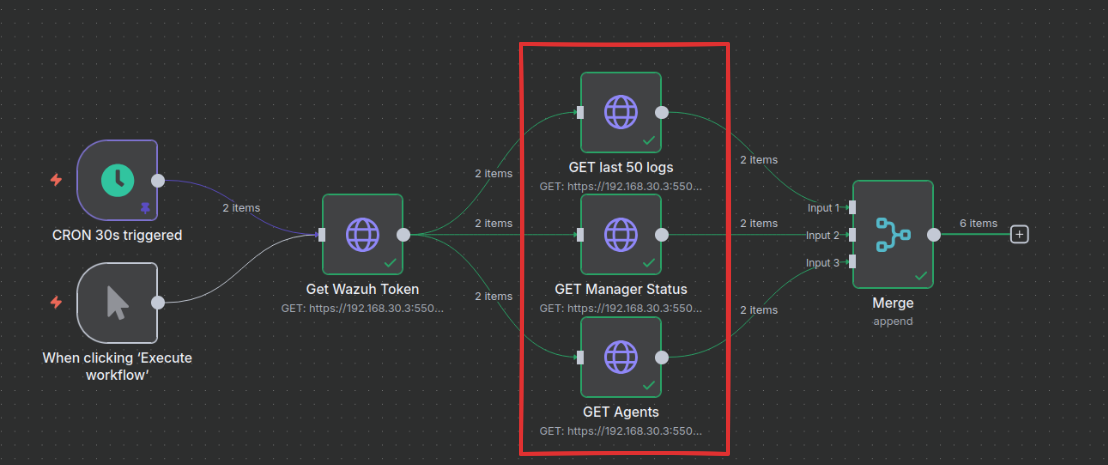 CRON 30s triggered
2 items
When clicking ‘Execute
workflow’
Get Wazuh Token
GET: https://192.168.30.3:550...
2 items
2 items
2 items
GET last 50 logs
GET: https://192.168.30.3:550...
GET Manager Status
GET: https://192.168.30.3:550...
GET Agents
GET: https://192.168.30.3:550...
2 items
2 items
2 items
Input 1
Input 2
Input 3
Merge
append
6 items